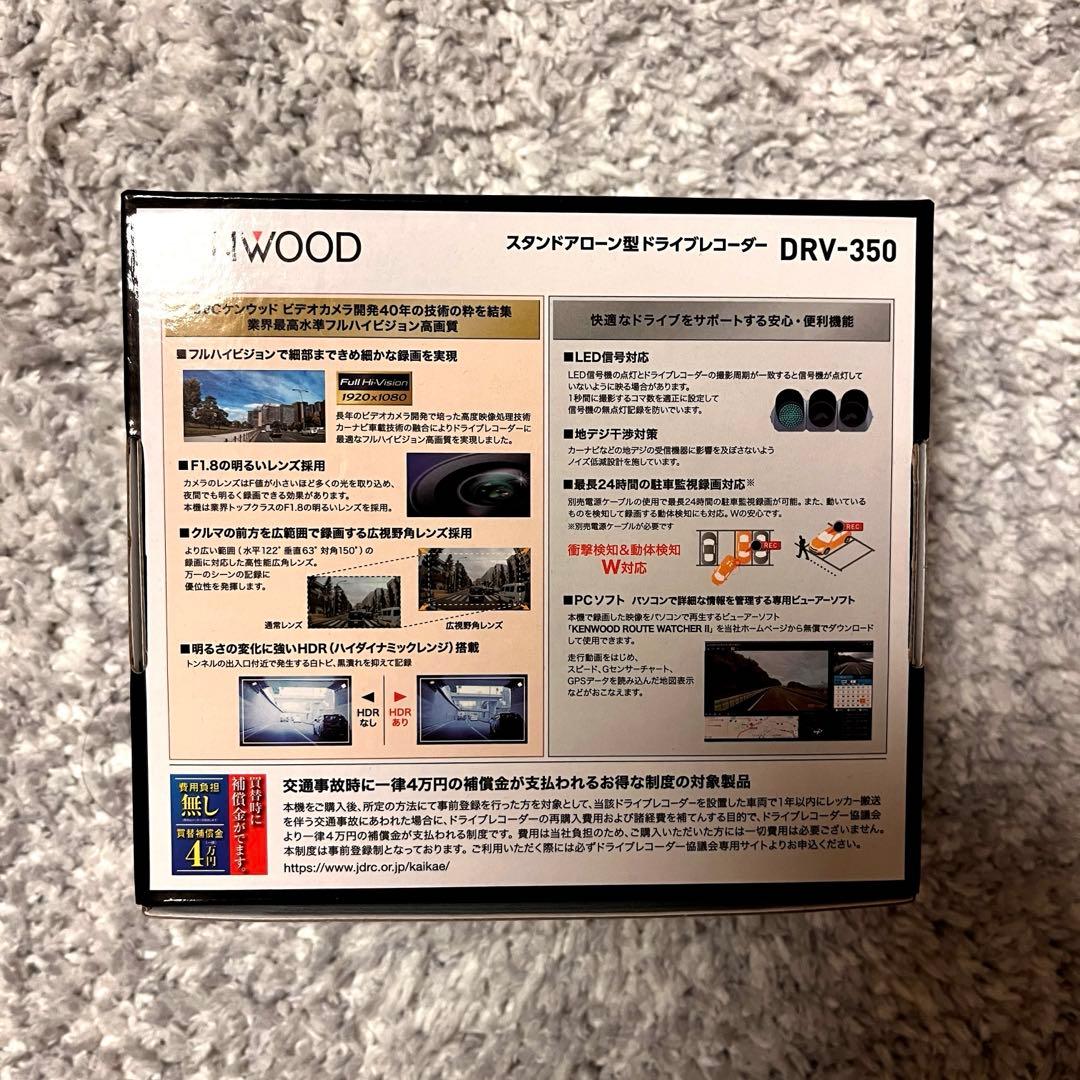 NWOOD
スタンドアローン型ドライブレコーダー DRV-350
JVCケンウッド ビデオカメラ開発40年の技術の粋を結集
業界最高水準フルハイビジョン高画質
■フルハイビジョンで細部まできめ細かな録画を実現
Full Hi-Vision
1920x1080
長年のビデオカメラ開発で培った高度映像処理技術
カーナビ車載技術の融合によりドライブレコーダーに
最適なフルハイビジョン高画質を実現しました。
■F1.8の明るいレンズ採用
カメラのレンズはF値が小さいほど多くの光を取り込め、
夜間でも明るく録画できる効果があります。
本機は業界トップクラスのF1.8の明るいレンズを採用。
■クルマの前方を広範囲で録画する広視野角レンズ採用
より広い範囲（水平122°垂直63°対角150°）の
録画に対応した高性能広角レンズ。
万一のシーンの記録に
優位性を発揮します。
通常レンズ
広視野角レンズ
■明るさの変化に強いHDR（ハイダイナミックレンジ）搭載
トンネルの出入口付近で発生する白トビ、黒潰れを抑えて記録
HDR
なし
HDR
あり
快適なドライブをサポートする安心・便利機能
■LED信号対応
LED信号機の点灯とドライブレコーダーの撮影周期が一致すると信号機が点灯して
いないように映る場合があります。
1秒間に撮影するコマ数を適正に設定して
信号機の無点灯記録を防いでいます。
■地デジ干渉対策
カーナビなどの地デジの受信機器に影響を及ぼさないよう
ノイズ低減設計を施しています。
■最長24時間の駐車監視録画対応※
別売電源ケーブルの使用で最長24時間の駐車監視録画が可能。また、動いている
ものを検知して録画する動体検知にも対応。Wの安心です。
※別売電源ケーブルが必要です
衝撃検知&動体検知
W対応
REC
REC
■PCソフト パソコンで詳細な情報を管理する専用ビューアーソフト
本機で録画した映像をパソコンで再生するビューアーソフト
「KENWOOD ROUTE WATCHER II」を当社ホームページから無償でダウンロード
して使用できます。
走行動画をはじめ、
スピード、Gセンサーチャート、
GPSデータを読み込んだ地図表示
などがおこなえます。
費用負担
無し
買替補償金
4万円
買替時に
補償金がでます。
交通事故時に一律4万円の補償金が支払われるお得な制度の対象製品
本機をご購入後、所定の方法にて事前登録を行った方を対象として、当該ドライブレコーダーを設置した車両で1年以内にレッカー搬送
を伴う交通事故にあわれた場合に、ドライブレコーダーの再購入費用および諸経費を補てんする目的で、ドライブレコーダー協議会
より一律4万円の補償金が支払われる制度です。費用は当社負担のため、ご購入いただいた方には一切費用は必要ございません。
本制度は事前登録制となっております。ご利用いただく際には必ずドライブレコーダー協議会専用サイトよりお申込ください。
https://www.jdrc.or.jp/kaikae/